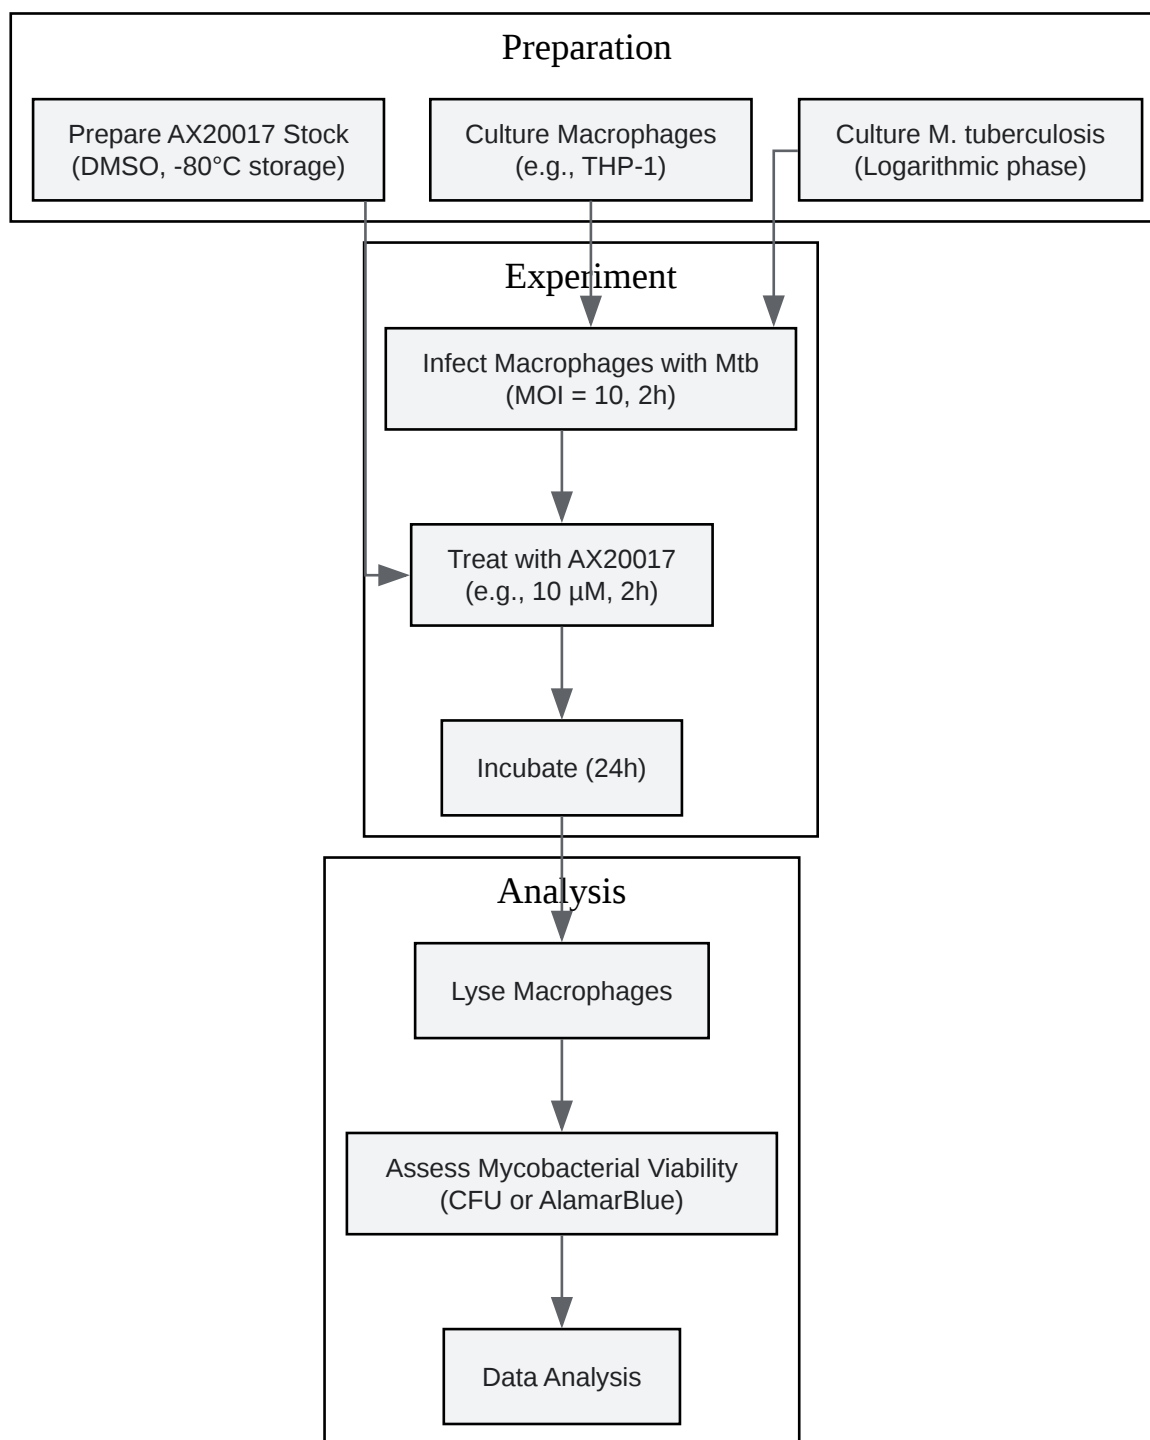 Preparation
Prepare AX20017 Stock
(DMSO, -80°C storage)
Culture Macrophages
(e.g., THP-1)
Culture M. tuberculosis
(Logarithmic phase)
Experiment
Infect Macrophages with Mtb
(MOI = 10, 2h)
Treat with AX20017
(e.g., 10 µM, 2h)
Incubate (24h)
Analysis
Lyse Macrophages
Assess Mycobacterial Viability
(CFU or AlamarBlue)
Data Analysis